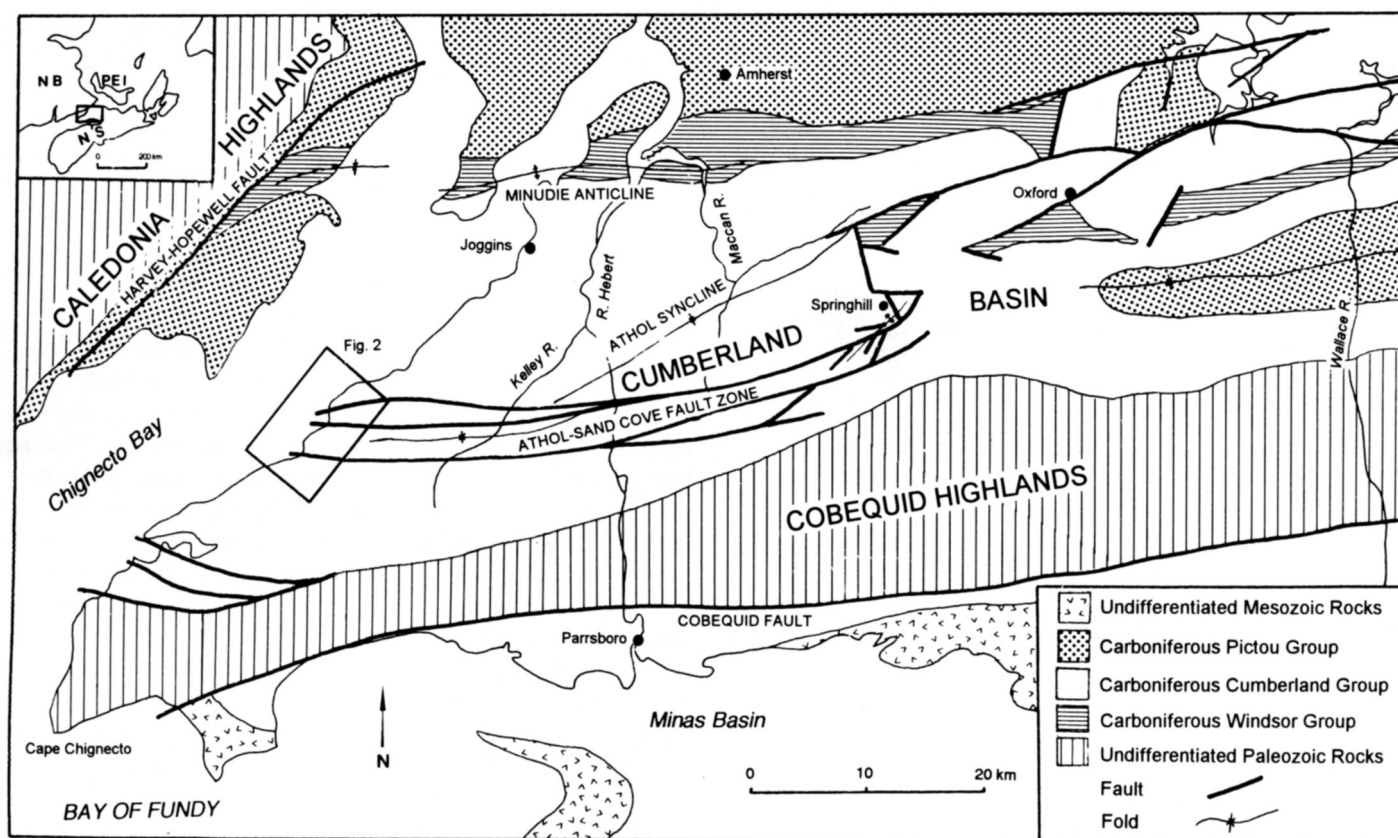 NB
PEI
N S
0 200 km
CALEDONIA HIGHLANDS
HARVEY-HOPEWELL FAULT
Amherst
MINUDIE ANTICLINE
Joggins
R. Hebert
Maccan R.
Oxford
ATHOL SYNCLINE
Springhill
CUMBERLAND BASIN
Wallace R
Fig. 2
Kelley R.
ATHOL-SAND COVE FAULT ZONE
Chignecto Bay
COBEQUID HIGHLANDS
COBEQUID FAULT
Parrsboro
Minas Basin
Cape Chignecto
N
BAY OF FUNDY
0 10 20 km
Undifferentiated Mesozoic Rocks
Carboniferous Pictou Group
Carboniferous Cumberland Group
Carboniferous Windsor Group
Undifferentiated Paleozoic Rocks
Fault
Fold